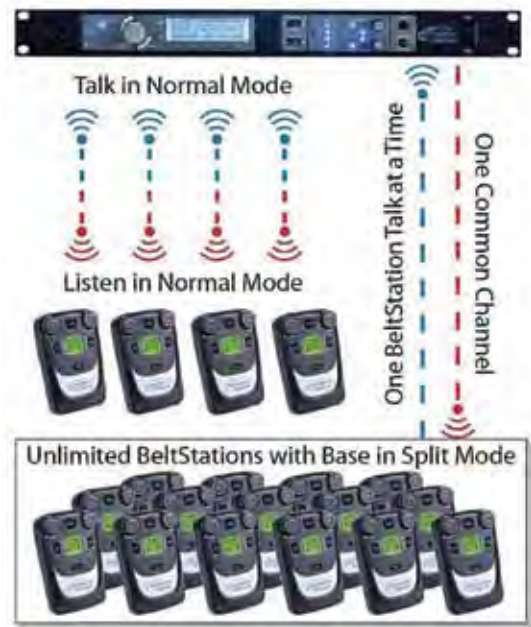 Talk in Normal Mode
Listen in Normal Mode
One BeltStation Talk at a Time
One Common Channel
Unlimited BeltStations with Base in Split Mode